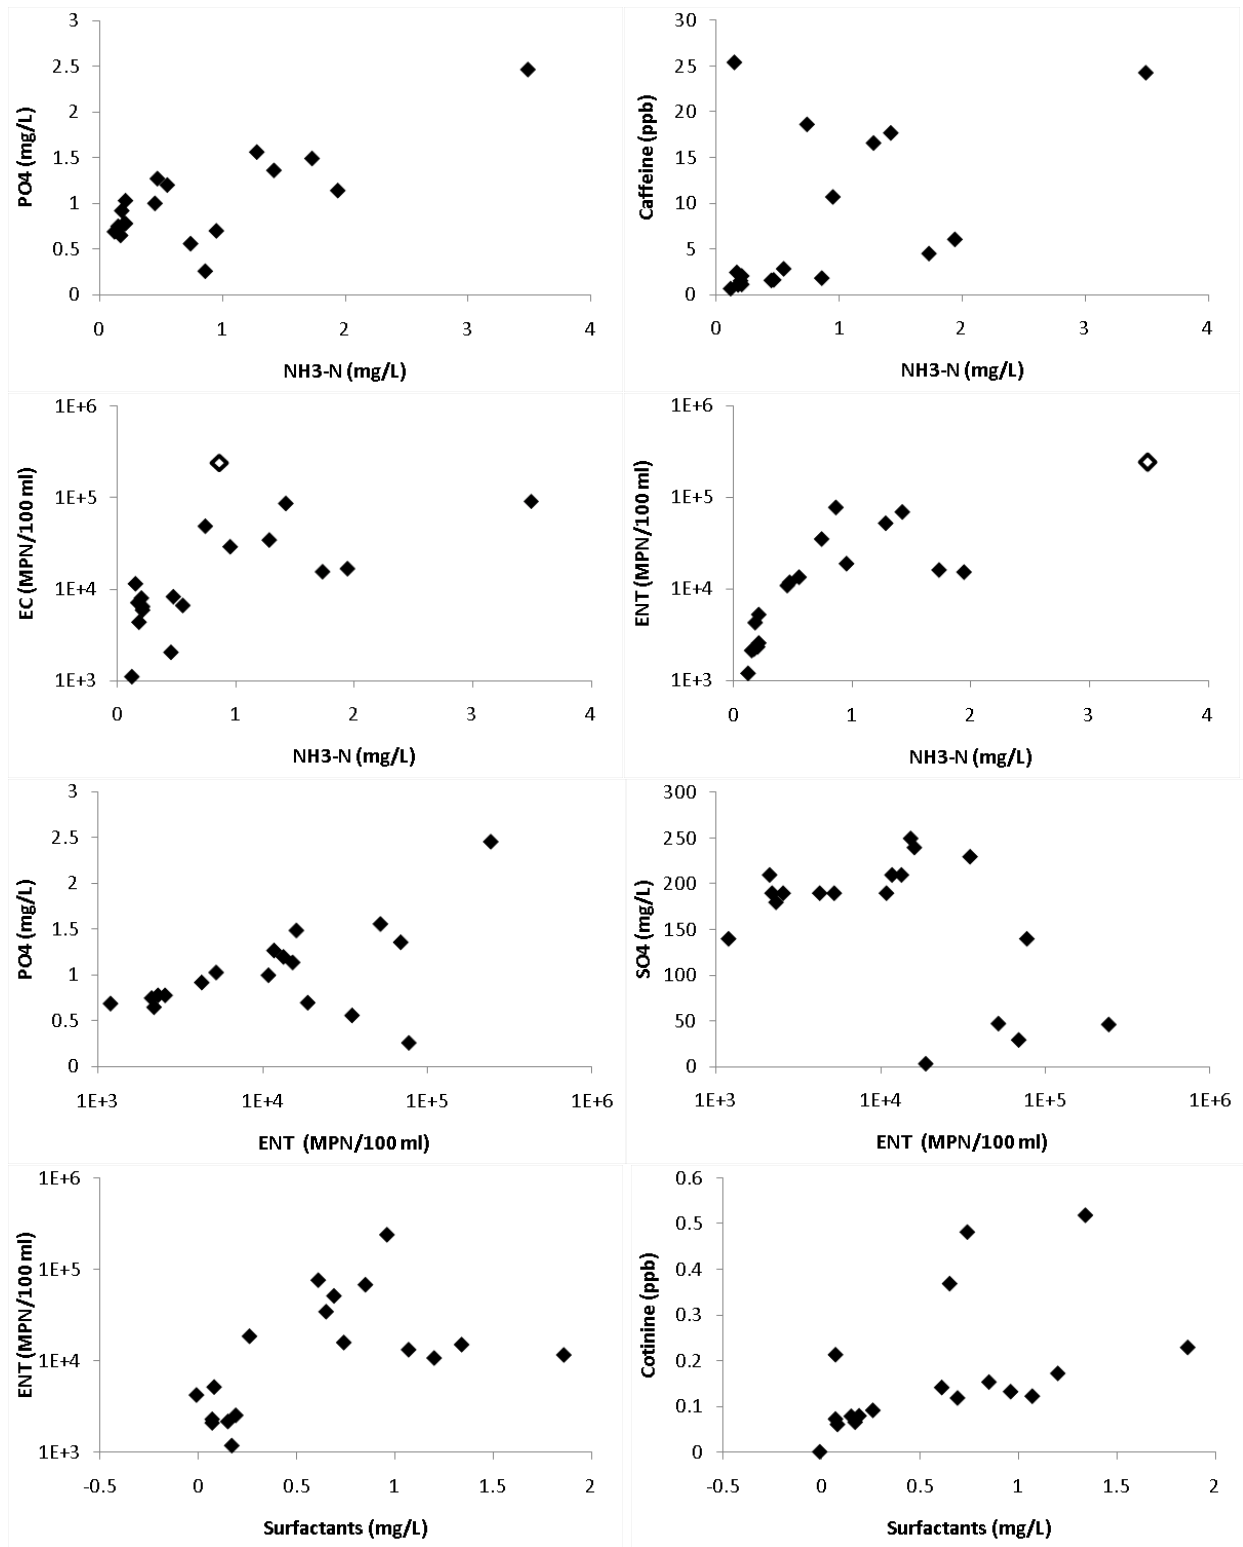 3
2.5
2
1.5
1
0.5
0
PO4 (mg/L)
0 1 2 3 4
NH3-N (mg/L)
30
25
20
15
10
5
0
Caffeine (ppb)
0 1 2 3 4
NH3-N (mg/L)
1E+6
1E+5
1E+4
1E+3
EC (MPN/100 ml)
0 1 2 3 4
NH3-N (mg/L)
1E+6
1E+5
1E+4
1E+3
ENT (MPN/100 ml)
0 1 2 3 4
NH3-N (mg/L)
3
2.5
2
1.5
1
0.5
0
PO4 (mg/L)
1E+3 1E+4 1E+5 1E+6
ENT (MPN/100 ml)
300
250
200
150
100
50
0
SO4 (mg/L)
1E+3 1E+4 1E+5 1E+6
ENT (MPN/100 ml)
1E+6
1E+5
1E+4
1E+3
ENT (MPN/100 ml)
-0.5 0 0.5 1 1.5 2
Surfactants (mg/L)
0.6
0.5
0.4
0.3
0.2
0.1
0
Cotinine (ppb)
-0.5 0 0.5 1 1.5 2
Surfactants (mg/L)